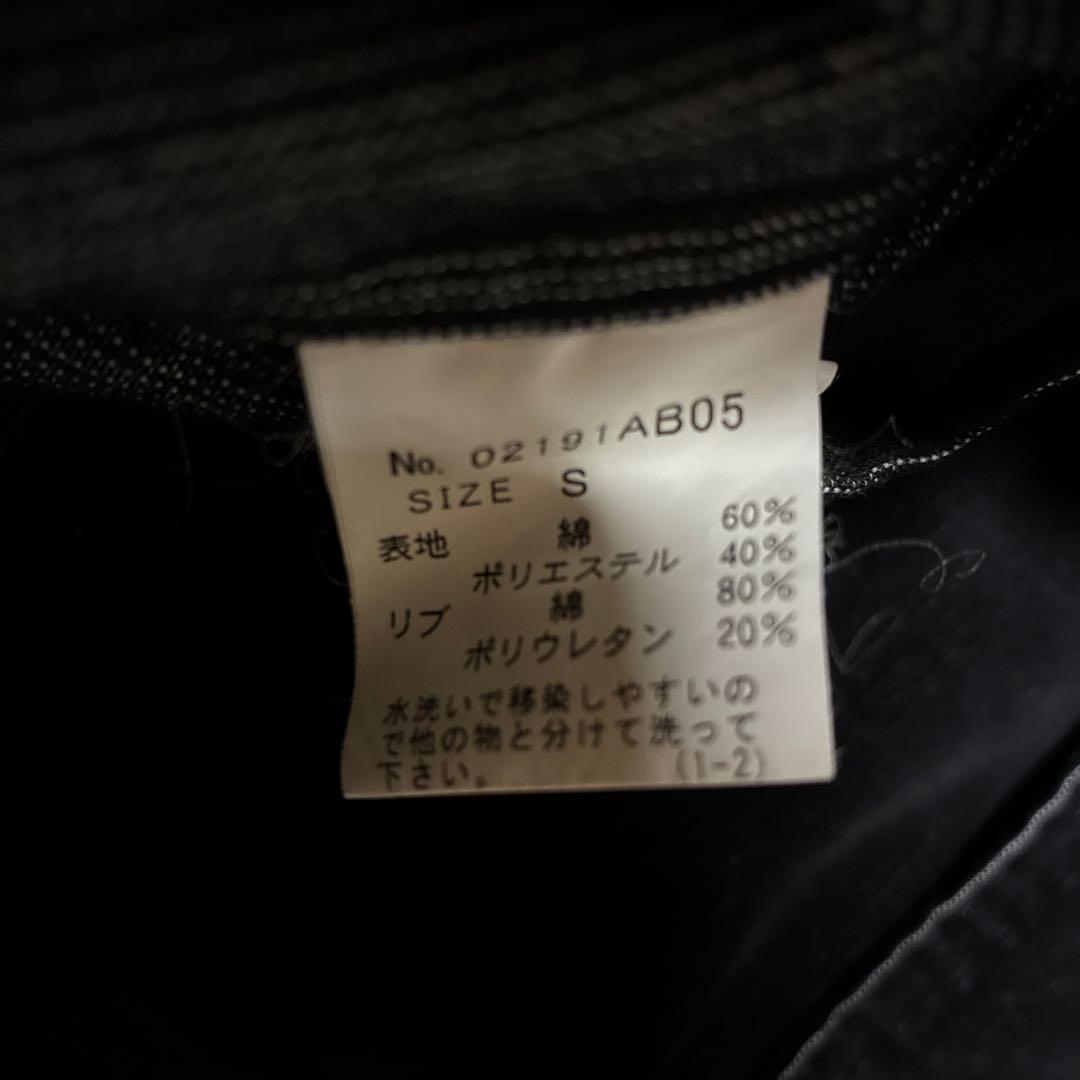 No. 02191AB05
SIZE S
表地 綿 60%
ポリエステル 40%
リブ 綿 80%
ポリウレタン 20%
水洗いで移染しやすいの
で他の物と分けて洗って
下さい。 (1-2)